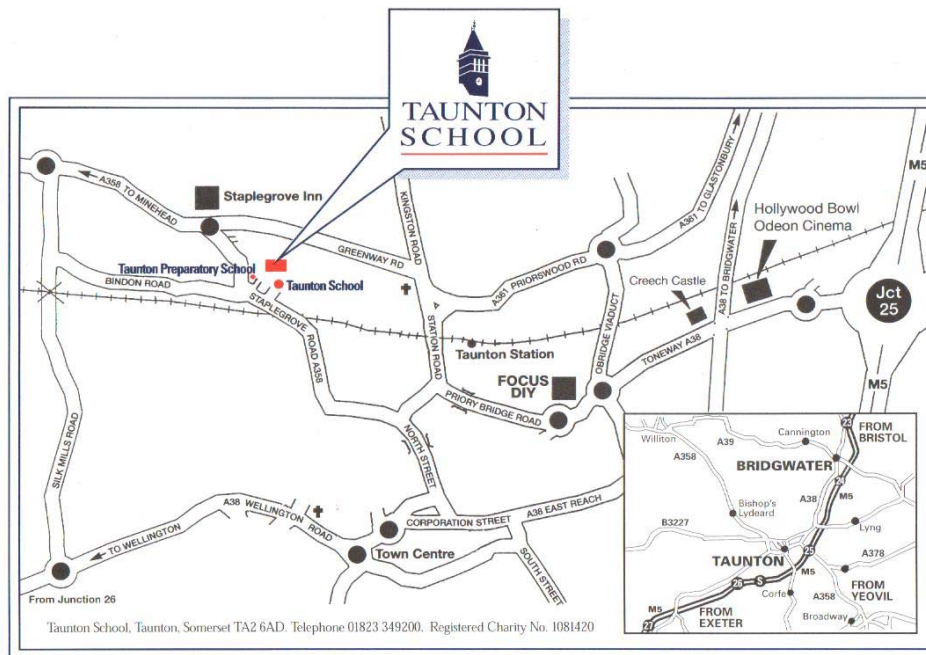 TAUNTON
SCHOOL
A358 TO MINEHEAD
Staplegrove Inn
KINGSTON ROAD
A361 TO GLASTONBURY
M5
Hollywood Bowl
Odeon Cinema
GREENWAY RD
A361 PRIORSWOOD RD
A38 TO BRIDGWATER
Taunton Preparatory School
BINDON ROAD
Taunton School
Creech Castle
Jct
25
STAPLEGROVE ROAD A358
STATION ROAD
OBRIDGE VIADUCT
TONEWAY A38
Taunton Station
FOCUS
DIY
M5
PRIORY BRIDGE ROAD
SILK MILLS ROAD
NORTH STREET
A38 WELLINGTON ROAD
CORPORATION STREET
A38 EAST REACH
TO WELLINGTON
Town Centre
SOUTH STREET
From Junction 26
Williton
A39
Cannington
23
FROM
BRISTOL
A358
BRIDGWATER
24
A38
M5
Bishop's
Lydeard
B3227
Lyng
TAUNTON
25
A378
M5
26
S
Corfe
A358
FROM
YEOVIL
M5
FROM
EXETER
Broadway
27
Taunton School, Taunton, Somerset TA2 6AD. Telephone 01823 349200. Registered Charity No. 1081420